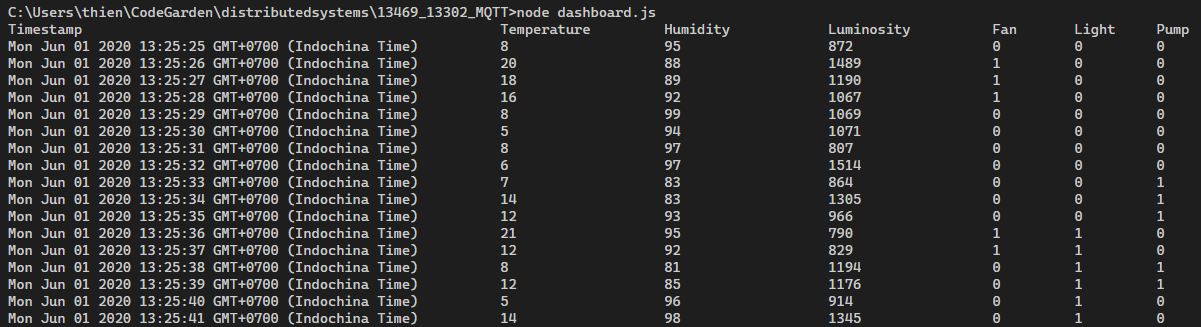 C:\Users\thien\CodeGarden\distributedsystems\13469_13302_MQTT>node dashboard.js
Timestamp Temperature Humidity Luminosity Fan Light Pump
Mon Jun 01 2020 13:25:25 GMT+0700 (Indochina Time) 8 95 872 0 0 0
Mon Jun 01 2020 13:25:26 GMT+0700 (Indochina Time) 20 88 1489 1 0 0
Mon Jun 01 2020 13:25:27 GMT+0700 (Indochina Time) 18 89 1190 1 0 0
Mon Jun 01 2020 13:25:28 GMT+0700 (Indochina Time) 16 92 1067 1 0 0
Mon Jun 01 2020 13:25:29 GMT+0700 (Indochina Time) 8 99 1069 0 0 0
Mon Jun 01 2020 13:25:30 GMT+0700 (Indochina Time) 5 94 1071 0 0 0
Mon Jun 01 2020 13:25:31 GMT+0700 (Indochina Time) 8 97 807 0 0 0
Mon Jun 01 2020 13:25:32 GMT+0700 (Indochina Time) 6 97 1514 0 0 0
Mon Jun 01 2020 13:25:33 GMT+0700 (Indochina Time) 7 83 864 0 0 1
Mon Jun 01 2020 13:25:34 GMT+0700 (Indochina Time) 14 83 1305 0 0 1
Mon Jun 01 2020 13:25:35 GMT+0700 (Indochina Time) 12 93 966 0 0 1
Mon Jun 01 2020 13:25:36 GMT+0700 (Indochina Time) 21 95 790 1 1 0
Mon Jun 01 2020 13:25:37 GMT+0700 (Indochina Time) 12 92 829 1 1 0
Mon Jun 01 2020 13:25:38 GMT+0700 (Indochina Time) 8 81 1194 0 1 1
Mon Jun 01 2020 13:25:39 GMT+0700 (Indochina Time) 12 85 1176 0 1 1
Mon Jun 01 2020 13:25:40 GMT+0700 (Indochina Time) 5 96 914 0 1 0
Mon Jun 01 2020 13:25:41 GMT+0700 (Indochina Time) 14 98 1345 0 1 0